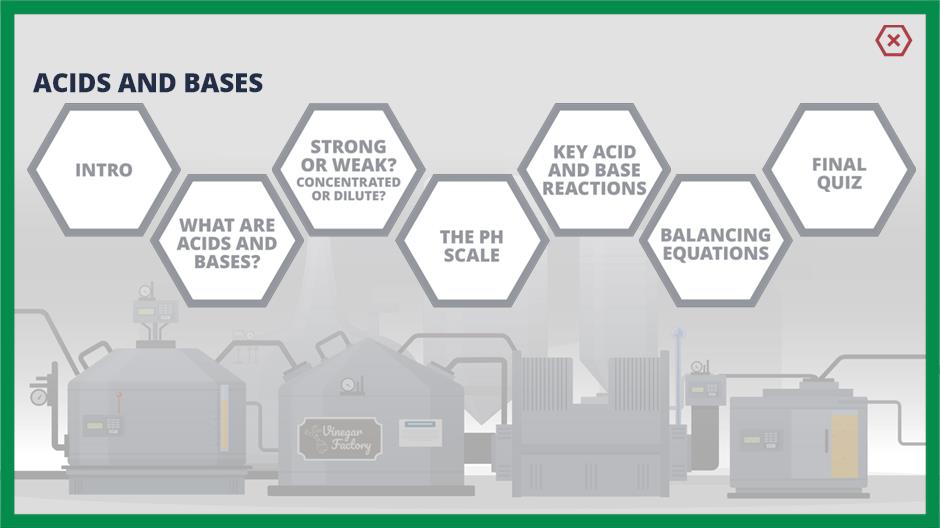 ACIDS AND BASES
INTRO
WHAT ARE
ACIDS AND
BASES?
STRONG
OR WEAK?
CONCENTRATED
OR DILUTE?
THE PH
SCALE
KEY ACID
AND BASE
REACTIONS
BALANCING
EQUATIONS
FINAL
QUIZ
Vinegar
Factory